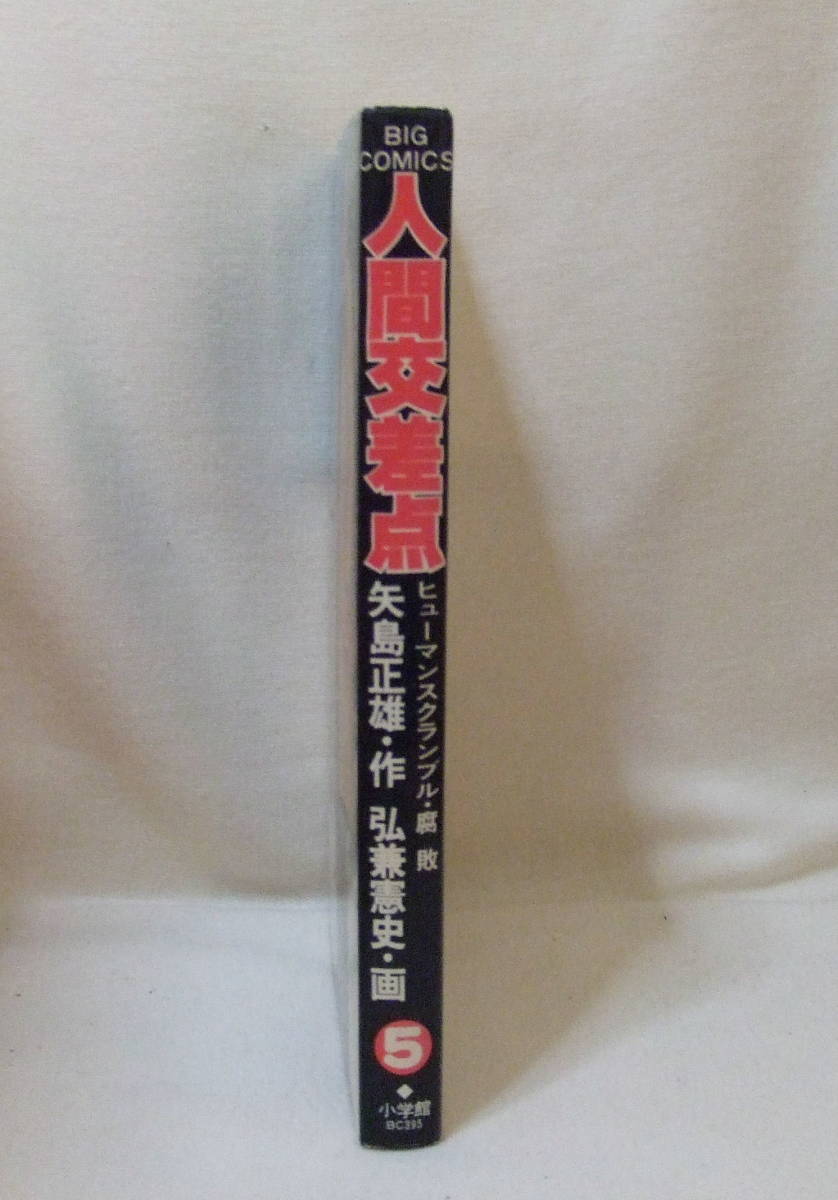 BIG
COMICS
人間交差点
ヒューマンスクランブル・腐敗
矢島正雄・作 弘兼憲史・画
5
小学館
BC395